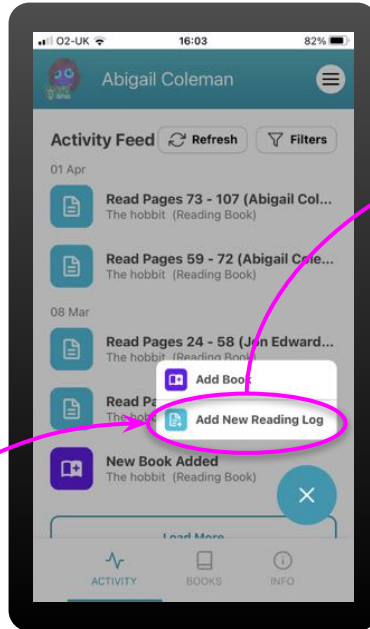 O2-UK 16:03 82%
Abigail Coleman
Activity Feed Refresh Filters
01 Apr
Read Pages 73 - 107 (Abigail Col...
The hobbit (Reading Book)
Read Pages 59 - 72 (Abigail Cole...
The hobbit (Reading Book)
08 Mar
Read Pages 24 - 58 (Jon Edward...
The hobbit (Reading Book)
Add Book
Read Pa
The hobbit
Add New Reading Log
New Book Added
The hobbit (Reading Book)
Load More
ACTIVITY BOOKS INFO